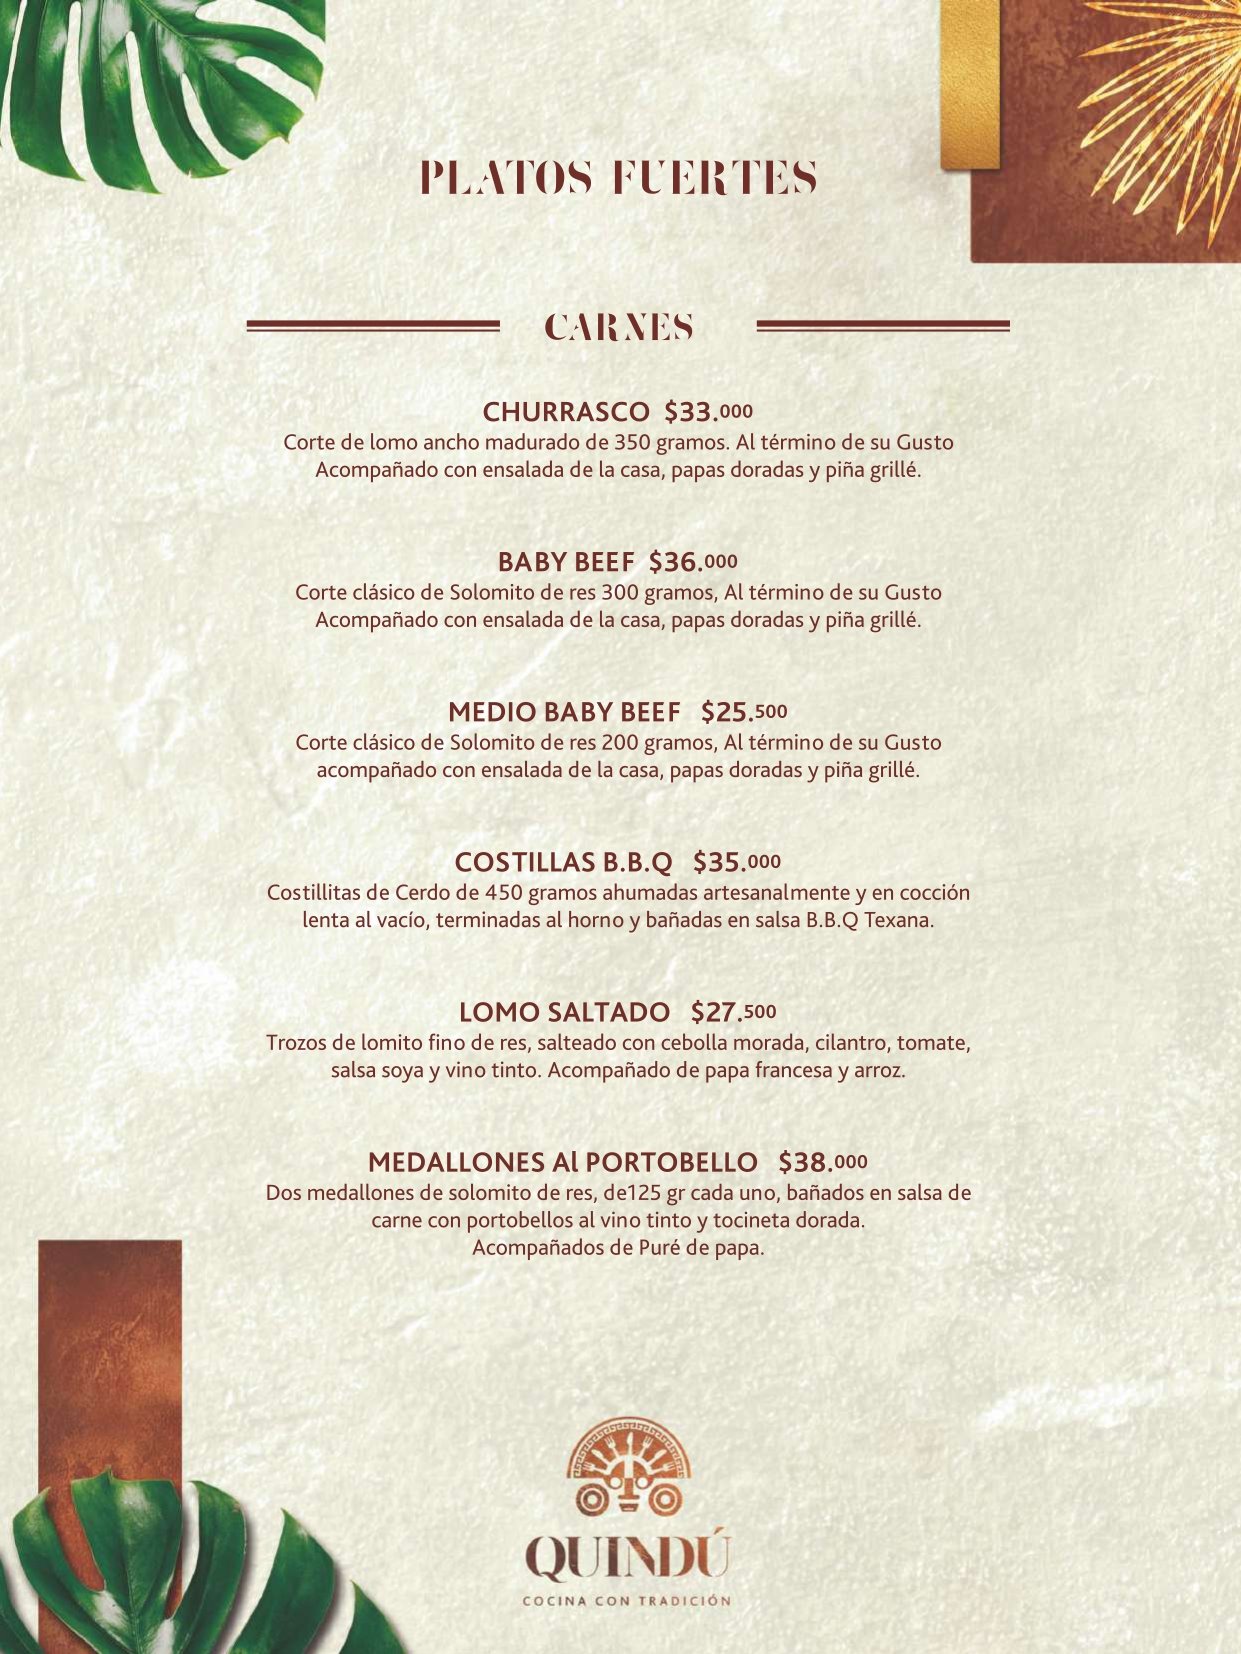 PLATOS FUERTES
CARNES
CHURRASCO $33.000
Corte de lomo ancho madurado de 350 gramos. Al término de su Gusto
Acompañado con ensalada de la casa, papas doradas y piña grillé.
BABY BEEF $36.000
Corte clásico de Solomito de res 300 gramos, Al término de su Gusto
Acompañado con ensalada de la casa, papas doradas y piña grillé.
MEDIO BABY BEEF $25.500
Corte clásico de Solomito de res 200 gramos, Al término de su Gusto
acompañado con ensalada de la casa, papas doradas y piña grillé.
COSTILLAS B.B.Q $35.000
Costillitas de Cerdo de 450 gramos ahumadas artesanalmente y en cocción
lenta al vacío, terminadas al horno y bañadas en salsa B.B.Q Texana.
LOMO SALTADO $27.500
Trozos de lomito fino de res, salteado con cebolla morada, cilantro, tomate,
salsa soya y vino tinto. Acompañado de papa francesa y arroz.
MEDALLONES Al PORTOBELLO $38.000
Dos medallones de solomito de res, de125 gr cada uno, bañados en salsa de
carne con portobellos al vino tinto y tocineta dorada.
Acompañados de Puré de papa.
QUINDÚ
COCINA CON TRADICIÓN